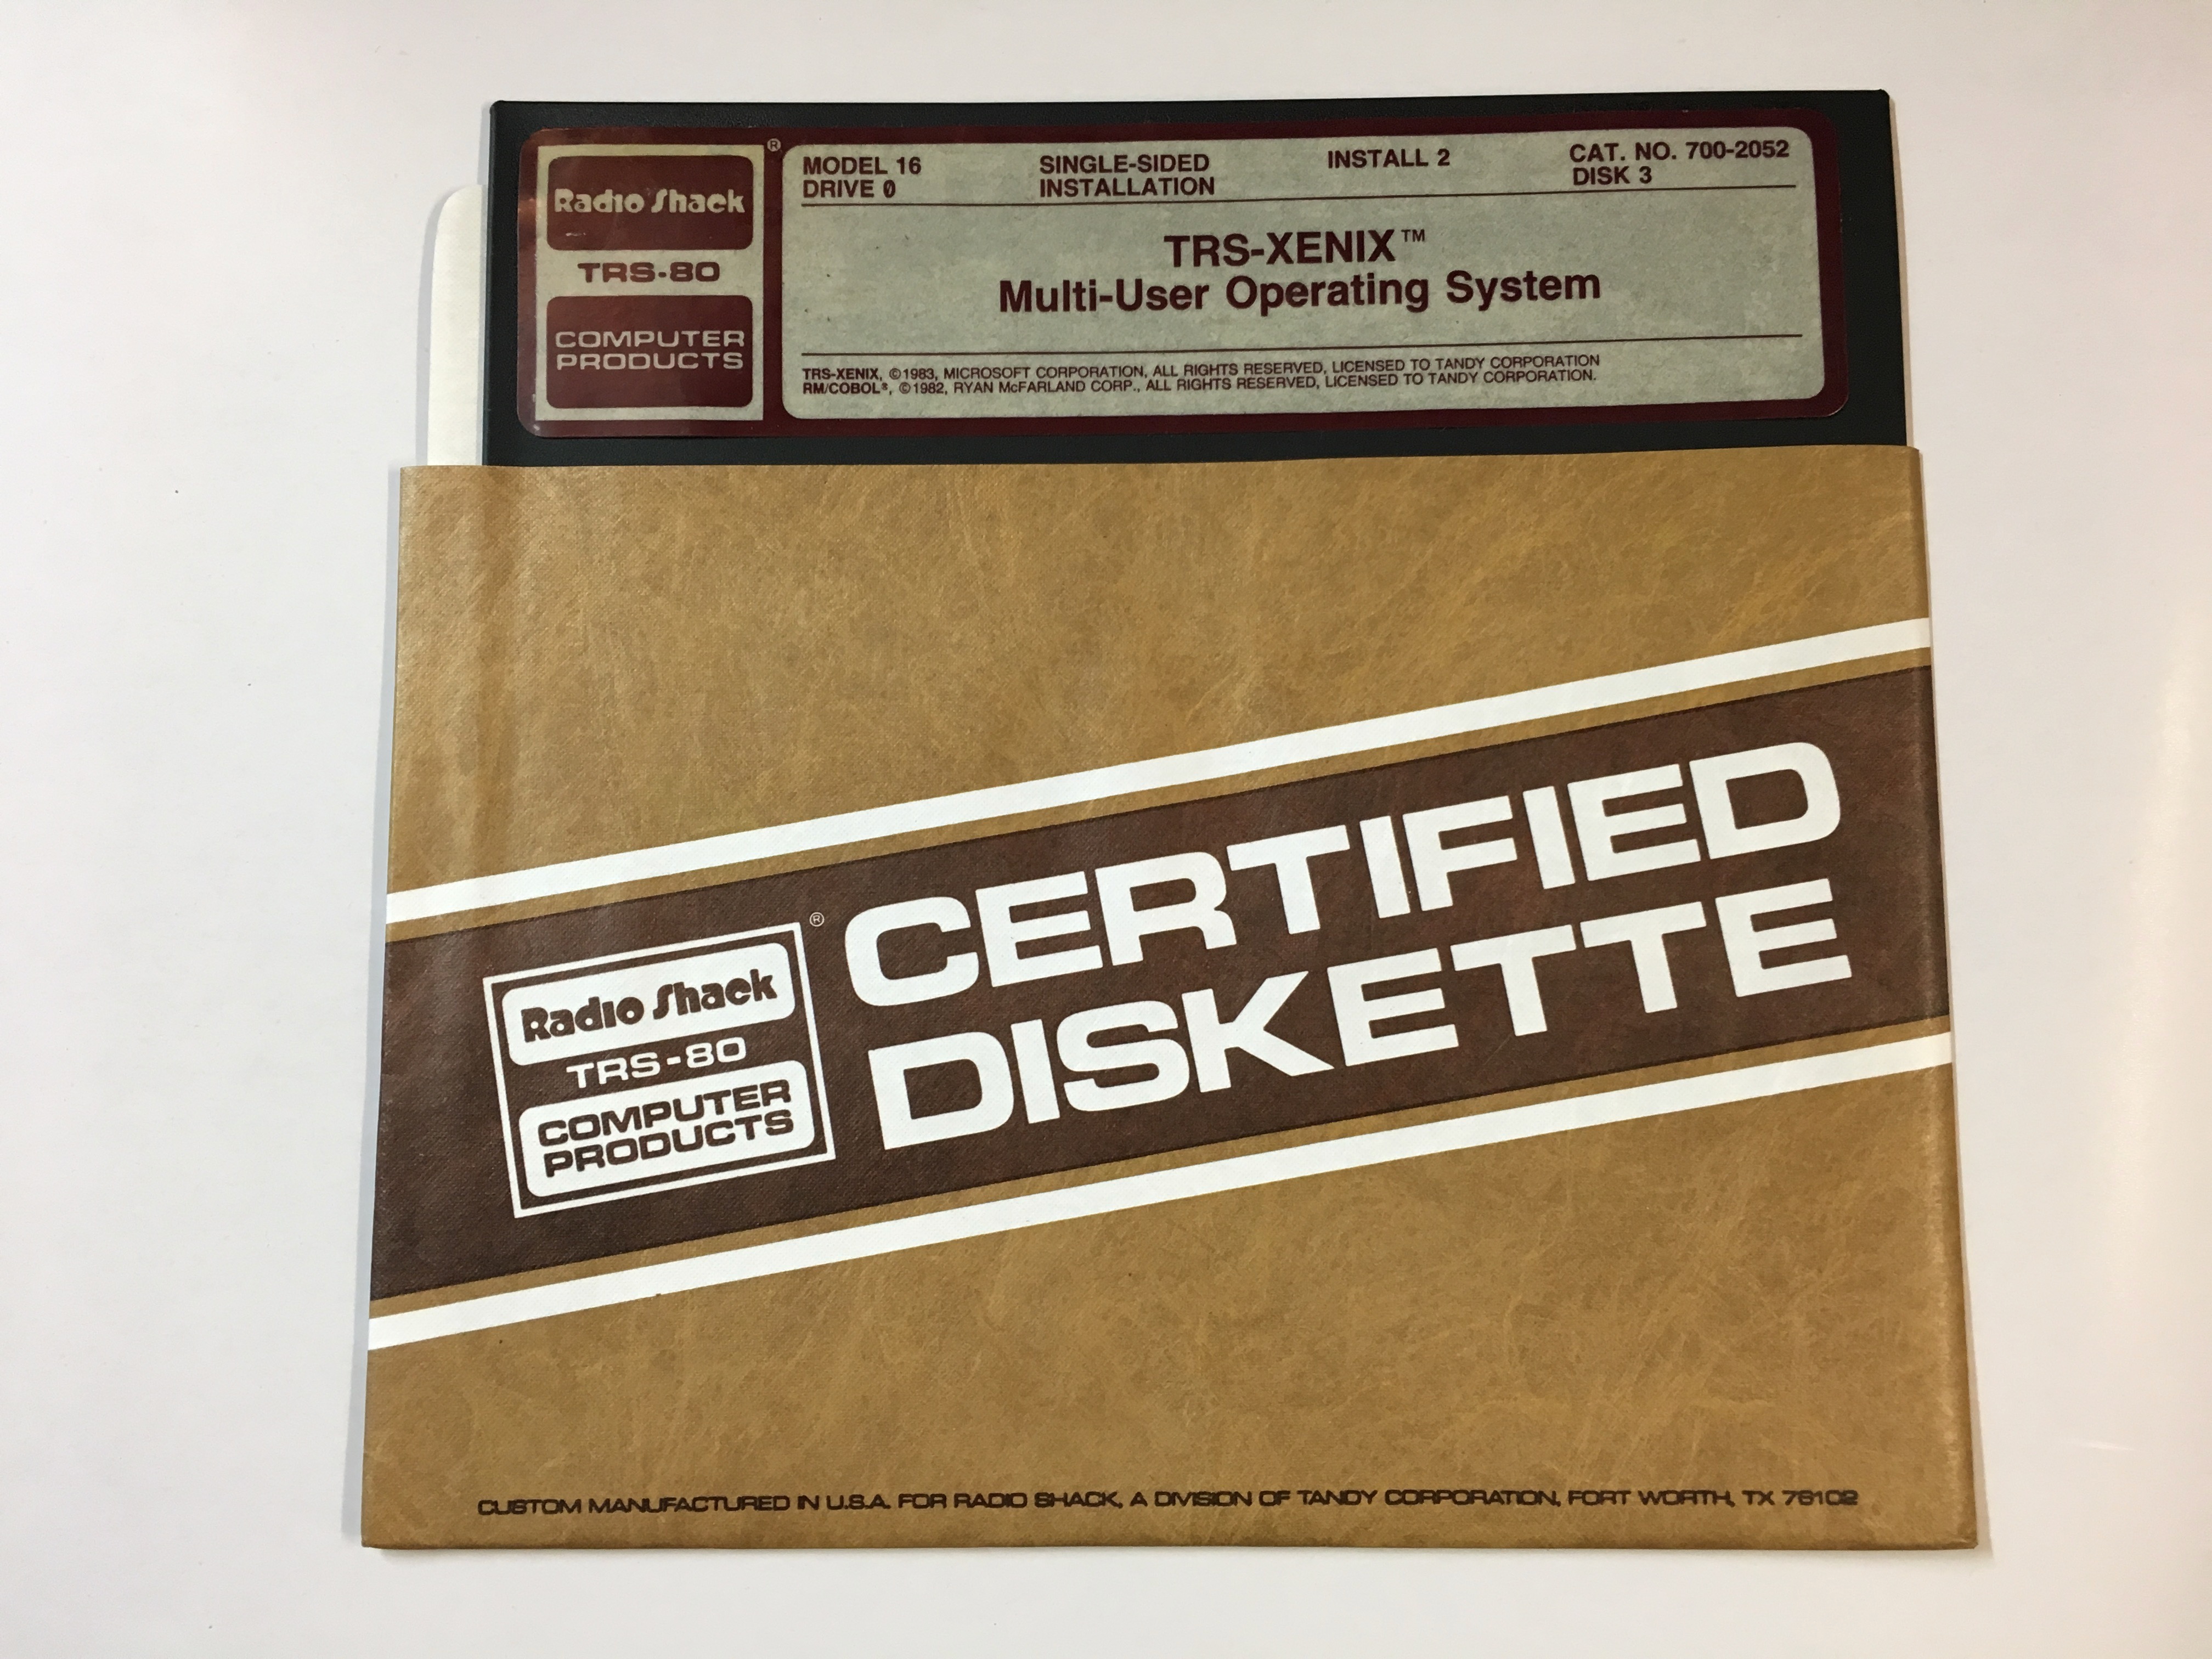 Radio Shack®
TRS-80
COMPUTER
PRODUCTS
MODEL 16
DRIVE 0
SINGLE-SIDED
INSTALLATION
INSTALL 2
CAT. NO. 700-2052
DISK 3
TRS-XENIX™
Multi-User Operating System
TRS-XENIX, ©1983, MICROSOFT CORPORATION, ALL RIGHTS RESERVED, LICENSED TO TANDY CORPORATION
RM/COBOL®, ©1982, RYAN McFARLAND CORP., ALL RIGHTS RESERVED, LICENSED TO TANDY CORPORATION.
Radio Shack®
TRS-80
COMPUTER
PRODUCTS
CERTIFIED
DISKETTE
CUSTOM MANUFACTURED IN U.S.A. FOR RADIO SHACK, A DIVISION OF TANDY CORPORATION, FORT WORTH, TX 76102